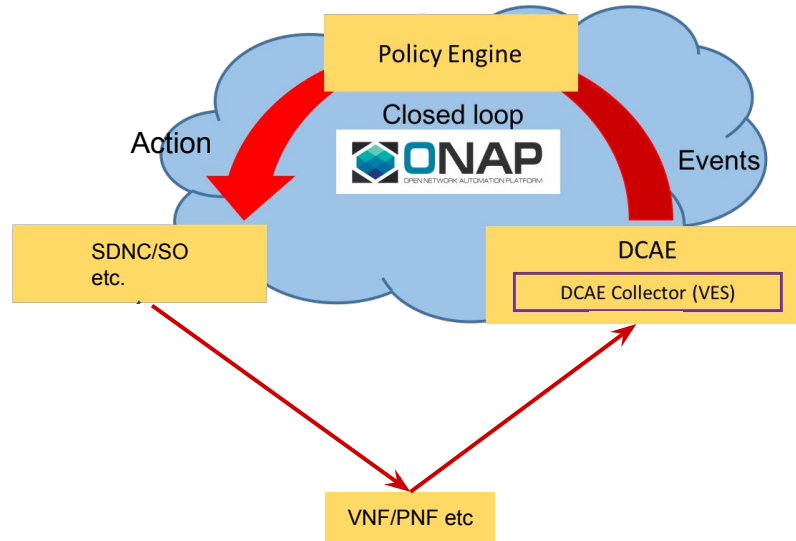 Policy Engine
Closed loop
Action
ONAP
OPEN NETWORK AUTOMATION PLATFORM
Events
SDNC/SO
etc.
DCAE
DCAE Collector (VES)
VNF/PNF etc